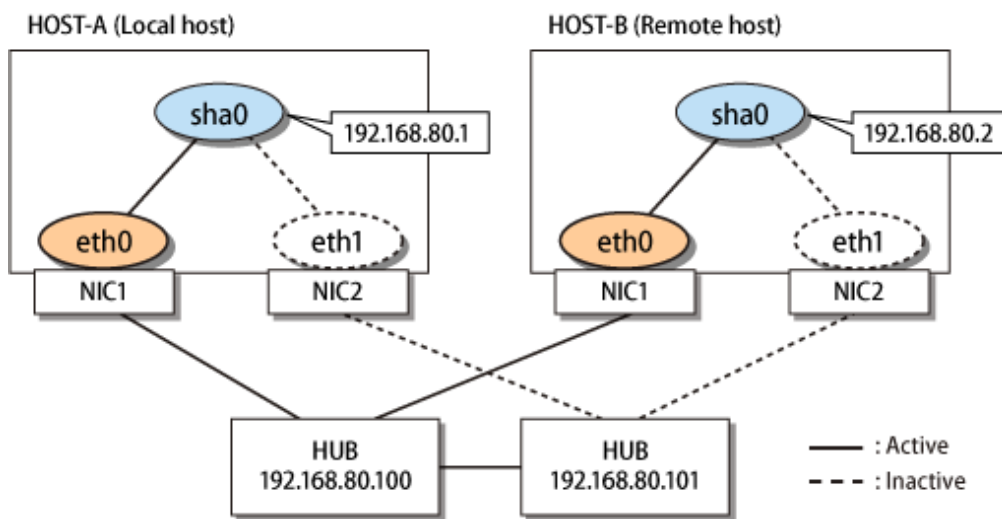 HOST-A (Local host)
HOST-B (Remote host)
sha0
192.168.80.1
sha0
192.168.80.2
eth0
eth1
eth0
eth1
NIC1
NIC2
NIC1
NIC2
HUB
192.168.80.100
HUB
192.168.80.101
: Active
: Inactive